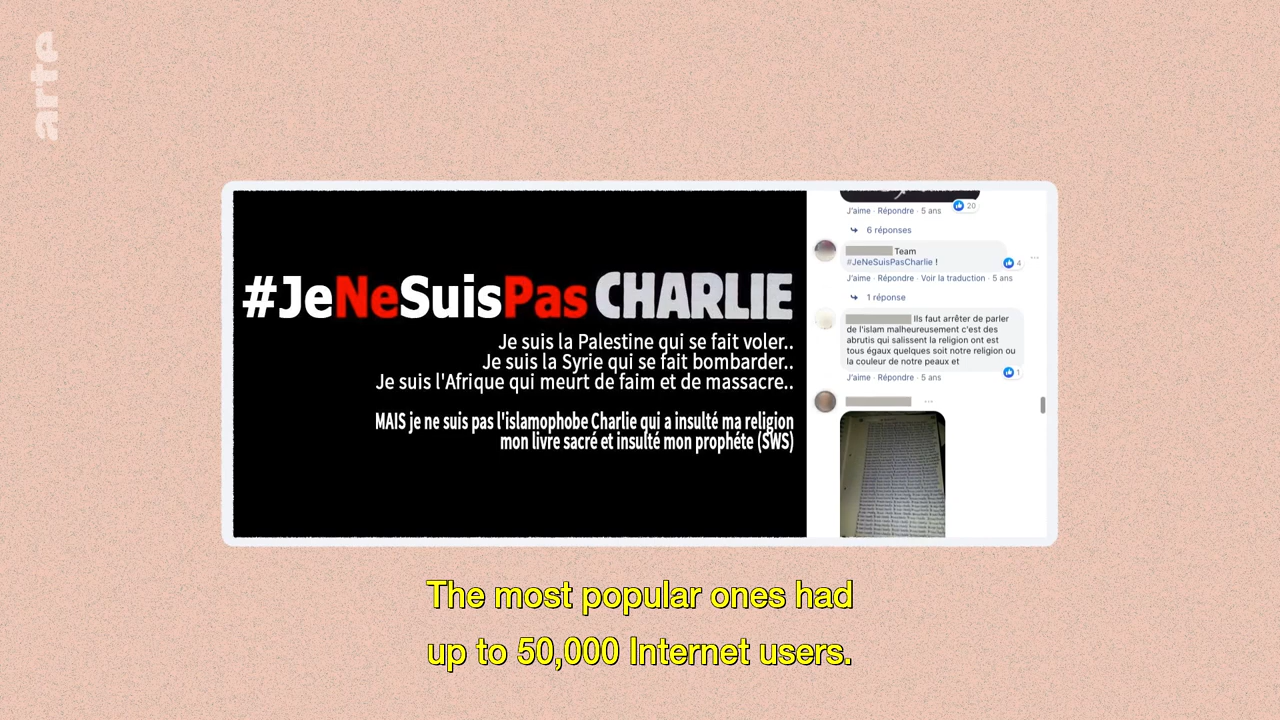 arte
#JeNeSuisPas CHARLIE
Je suis la Palestine qui se fait voler..
Je suis la Syrie qui se fait bombarder..
Je suis l'Afrique qui meurt de faim et de massacre..
MAIS je ne suis pas l'islamophobe Charlie qui a insulté ma religion
mon livre sacré et insulté mon prophéte (SWS)
J'aime · Répondre · 5 ans
20
6 réponses
Team
#JeNeSuisPasCharlie !
4
J'aime · Répondre · Voir la traduction · 5 ans
1 réponse
Ils faut arrêter de parler
de l'islam malheureusement c'est des
abrutis qui salissent la religion ont est
tous égaux quelques soit notre religion ou
la couleur de notre peaux et
1
J'aime · Répondre · 5 ans
The most popular ones had
up to 50,000 Internet users.